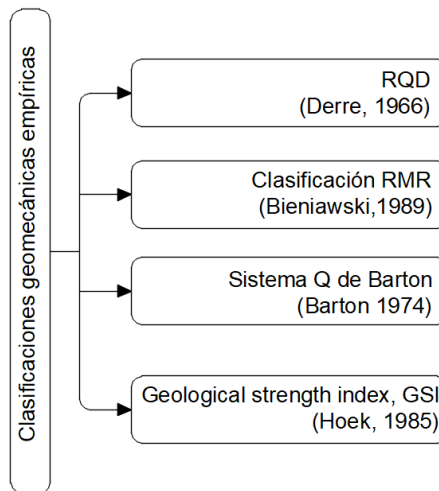 Clasificaciones geomecánicas empíricas
RQD
(Derre, 1966)
Clasificación RMR
(Bieniawski,1989)
Sistema Q de Barton
(Barton 1974)
Geological strength index, GSI
(Hoek, 1985)